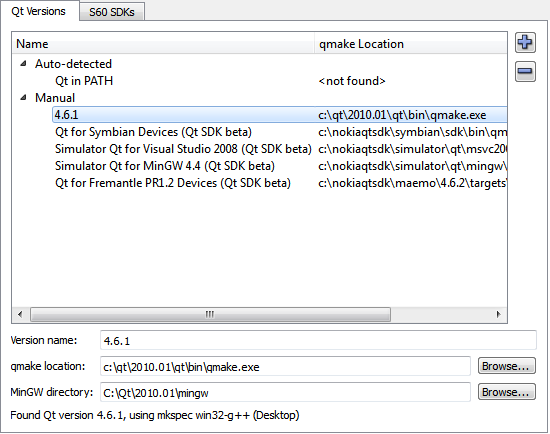 Qt Versions S60 SDKs
Name qmake Location
Auto-detected
Qt in PATH <not found>
Manual
4.6.1 c:\qt\2010.01\qt\bin\qmake.exe
Qt for Symbian Devices (Qt SDK beta) c:\nokiaqtsdk\symbian\sdk\bin\qm
Simulator Qt for Visual Studio 2008 (Qt SDK beta) c:\nokiaqtsdk\simulator\qt\msvc200
Simulator Qt for MinGW 4.4 (Qt SDK beta) c:\nokiaqtsdk\simulator\qt\mingw\
Qt for Fremantle PR1.2 Devices (Qt SDK beta) c:\nokiaqtsdk\maemo\4.6.2\targets\
Version name: 4.6.1
qmake location: c:\qt\2010.01\qt\bin\qmake.exe Browse...
MinGW directory: C:\Qt\2010.01\mingw Browse...
Found Qt version 4.6.1, using mkspec win32-g++ (Desktop)